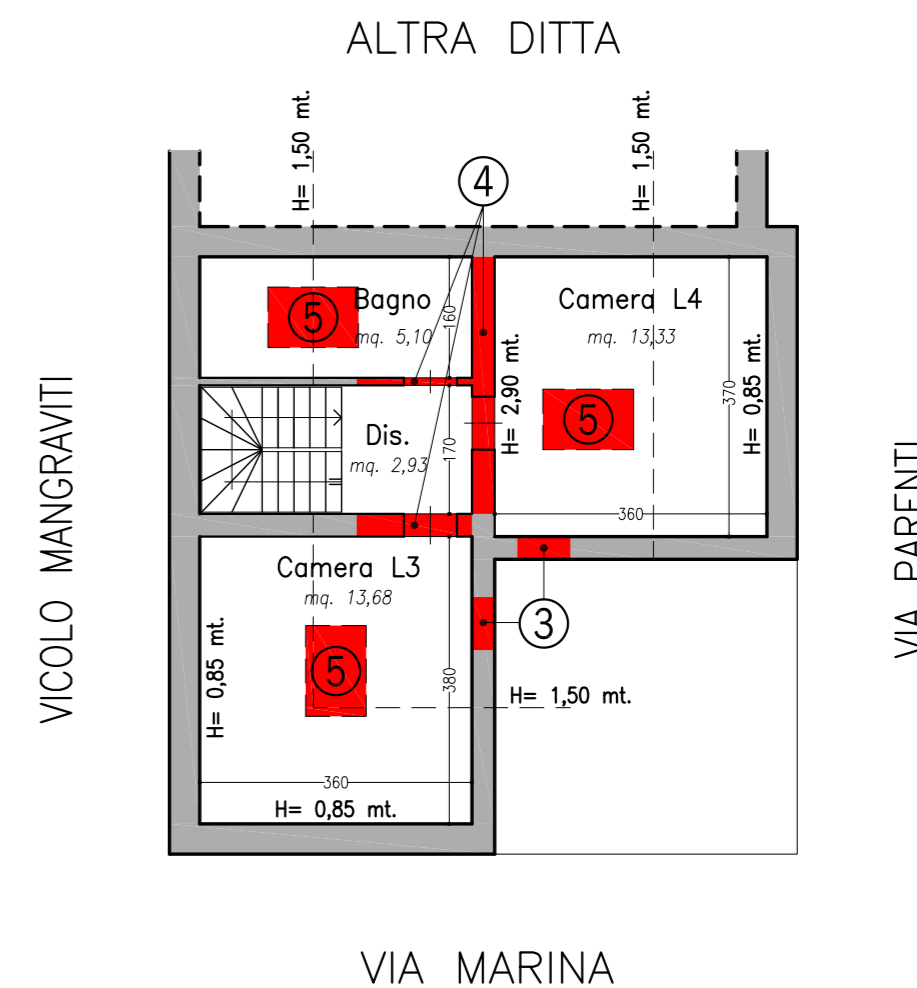 ALTRA DITTA
H= 1,50 mt.
H= 1,50 mt.
4
5
Bagno
mq. 5,10
160
Camera L4
mq. 13,33
H= 2,90 mt.
370
H= 0,85 mt.
5
Dis.
mq. 2,93
170
360
VICOLO MANGRAVITI
VIA PARENTI
Camera L3
mq. 13,68
3
H= 0,85 mt.
5
380
H= 1,50 mt.
360
H= 0,85 mt.
VIA MARINA